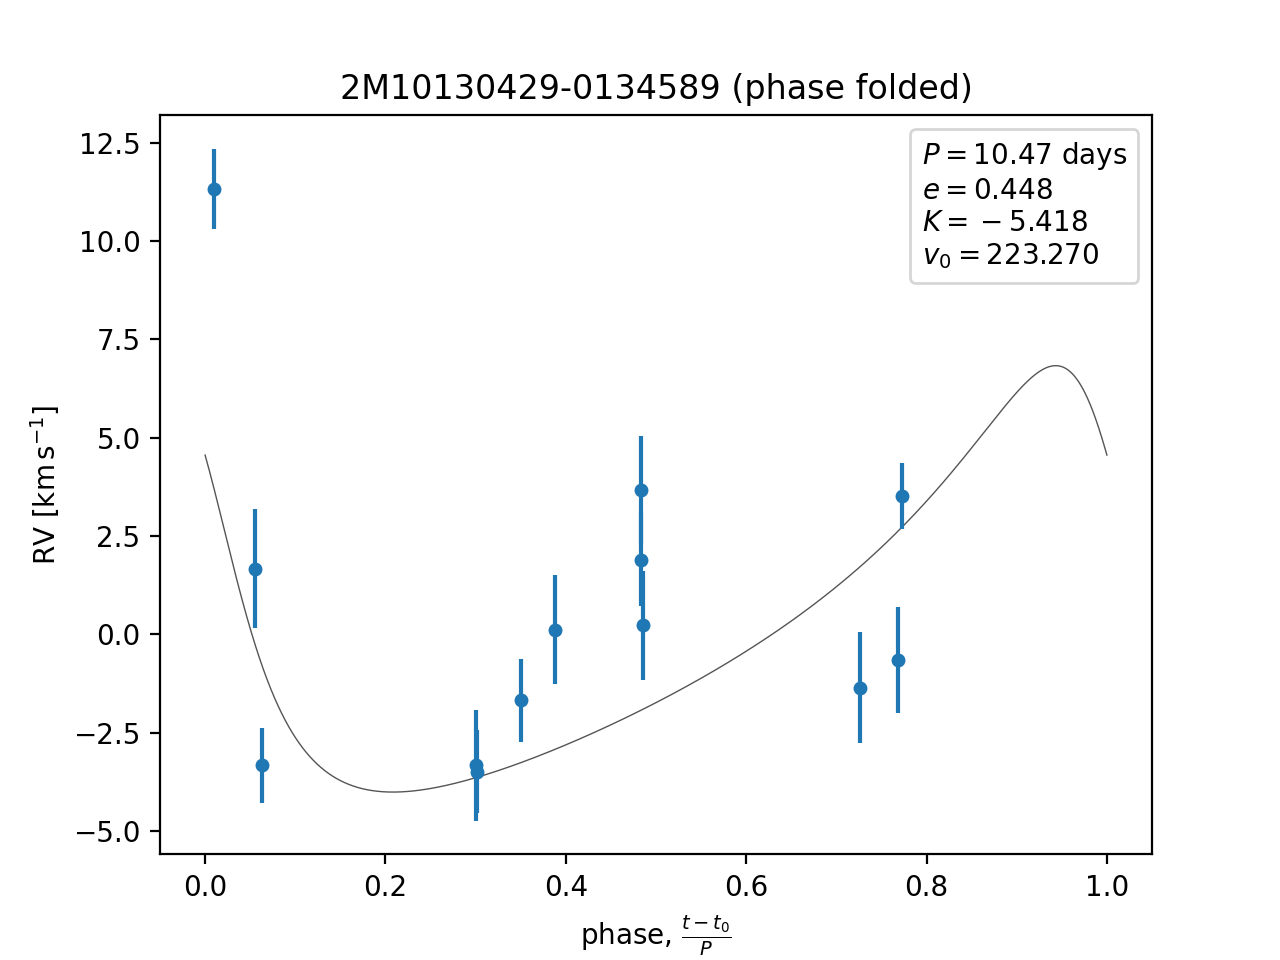 2M10130429-0134589 (phase folded)
P = 10.47 days
e = 0.448
K = −5.418
v₀ = 223.270
RV [km s⁻¹]
12.5
10.0
7.5
5.0
2.5
0.0
−2.5
−5.0
0.0 0.2 0.4 0.6 0.8 1.0
phase, (t − t₀)/P